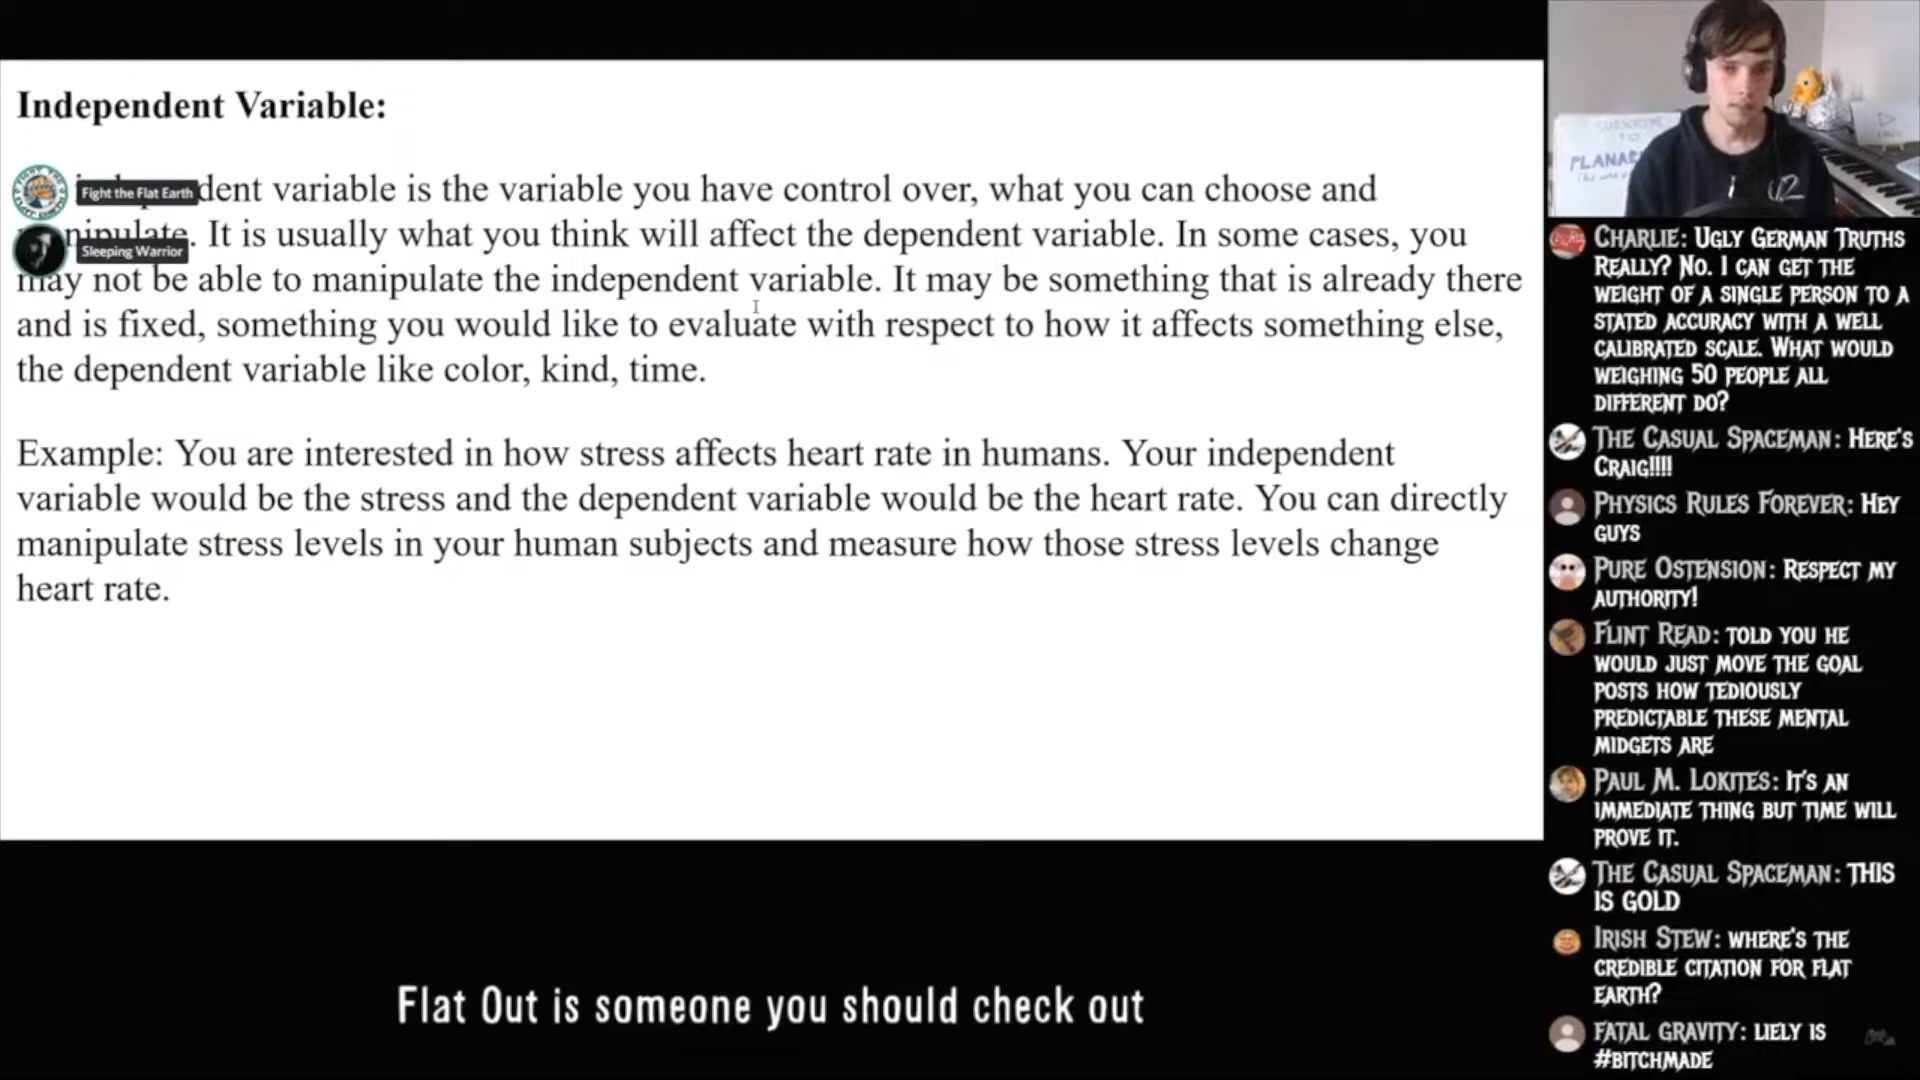 Independent Variable:
Fight the Flat Earth
dent variable is the variable you have control over, what you can choose and
manipulate. It is usually what you think will affect the dependent variable. In some cases, you
Sleeping Warrior
may not be able to manipulate the independent variable. It may be something that is already there
and is fixed, something you would like to evaluate with respect to how it affects something else,
the dependent variable like color, kind, time.
Example: You are interested in how stress affects heart rate in humans. Your independent
variable would be the stress and the dependent variable would be the heart rate. You can directly
manipulate stress levels in your human subjects and measure how those stress levels change
heart rate.
Flat Out is someone you should check out
PLANAR
U2
CHARLIE: UGLY GERMAN TRUTHS
REALLY? NO. I CAN GET THE
WEIGHT OF A SINGLE PERSON TO A
STATED ACCURACY WITH A WELL
CALIBRATED SCALE. WHAT WOULD
WEIGHING 50 PEOPLE ALL
DIFFERENT DO?
THE CASUAL SPACEMAN: HERE'S
CRAIG!!!!
PHYSICS RULES FOREVER: HEY
GUYS
PURE OSTENSION: RESPECT MY
AUTHORITY!
FLINT READ: TOLD YOU HE
WOULD JUST MOVE THE GOAL
POSTS HOW TEDIOUSLY
PREDICTABLE THESE MENTAL
MIDGETS ARE
PAUL M. LOKITES: IT'S AN
IMMEDIATE THING BUT TIME WILL
PROVE IT.
THE CASUAL SPACEMAN: THIS
IS GOLD
IRISH STEW: WHERE'S THE
CREDIBLE CITATION FOR FLAT
EARTH?
FATAL GRAVITY: LIELY IS
#BITCHMADE